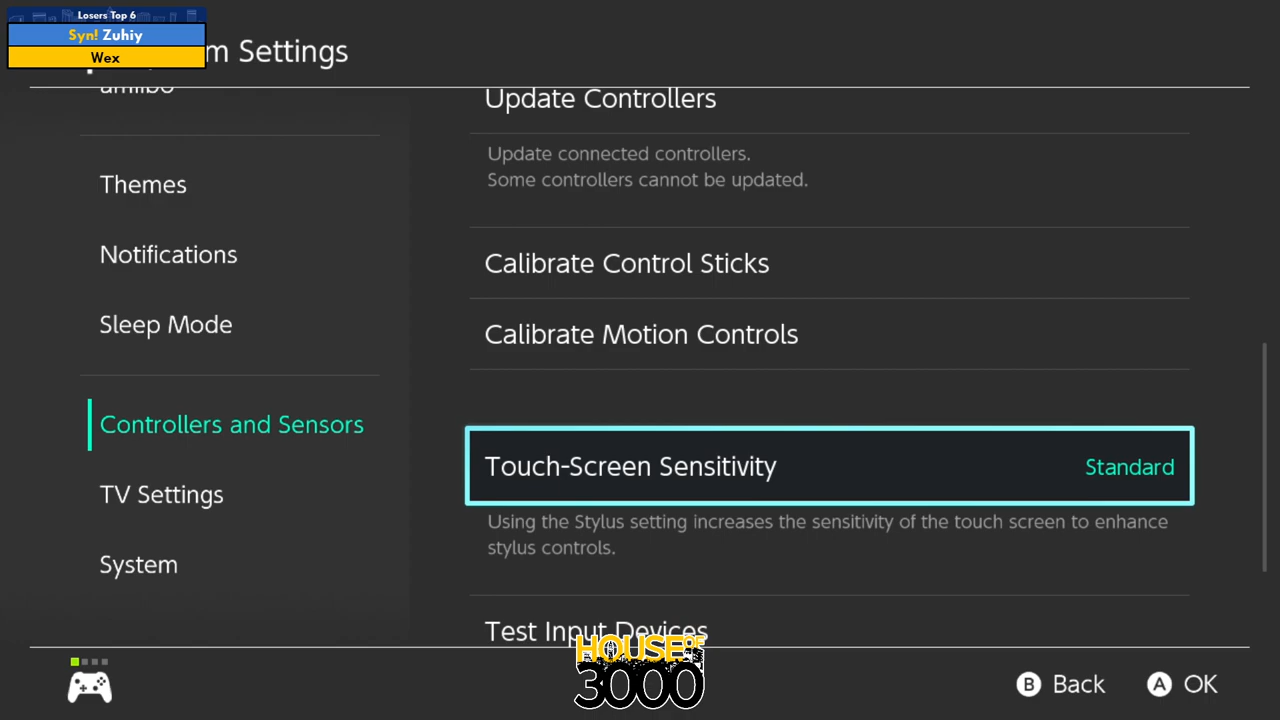 Losers Top 6
Syn! Zuhiy
Wex
m Settings
amiibo
Themes
Notifications
Sleep Mode
Controllers and Sensors
TV Settings
System
Update Controllers
Update connected controllers.
Some controllers cannot be updated.
Calibrate Control Sticks
Calibrate Motion Controls
Touch-Screen Sensitivity Standard
Using the Stylus setting increases the sensitivity of the touch screen to enhance
stylus controls.
Test Input Devices
HOUSE OF
3000
B Back A OK